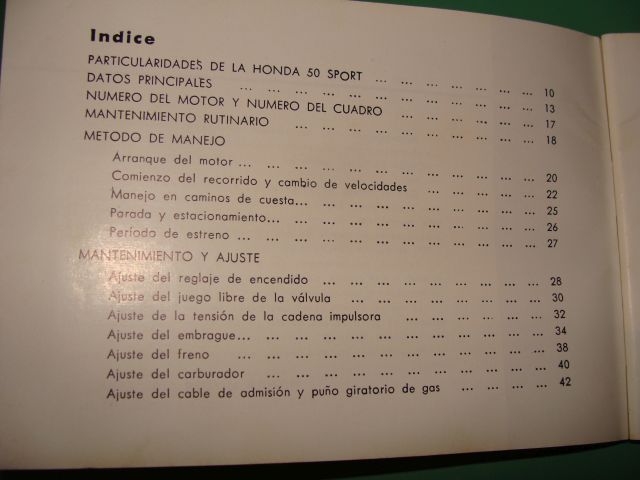 Indice
PARTICULARIDADES DE LA HONDA 50 SPORT ... ... ... ... ... ... ... 10
DATOS PRINCIPALES ... ... ... ... ... ... ... ... ... ... ... 13
NUMERO DEL MOTOR Y NUMERO DEL CUADRO ... ... ... ... ... ... 17
MANTENIMIENTO RUTINARIO ... ... ... ... ... ... ... ... ... 18
METODO DE MANEJO
Arranque del motor ... ... ... ... ... ... ... ... ... ... ... ... 20
Comienzo del recorrido y cambio de velocidades ... ... ... ... ... 22
Manejo en caminos de cuesta... ... ... ... ... ... ... ... ... ... 25
Parada y estacionamiento... ... ... ... ... ... ... ... ... ... ... 26
Período de estreno ... ... ... ... ... ... ... ... ... ... ... ... 27
MANTENIMIENTO Y AJUSTE
Ajuste del reglaje de encendido ... ... ... ... ... ... ... ... ... 28
Ajuste del juego libre de la válvula ... ... ... ... ... ... ... ... 30
Ajuste de la tensión de la cadena impulsora ... ... ... ... ... ... 32
Ajuste del embrague... ... ... ... ... ... ... ... ... ... ... ... 34
Ajuste del freno ... ... ... ... ... ... ... ... ... ... ... ... 38
Ajuste del carburador ... ... ... ... ... ... ... ... ... ... ... 40
Ajuste del cable de admisión y puño giratorio de gas ... ... ... ... 42